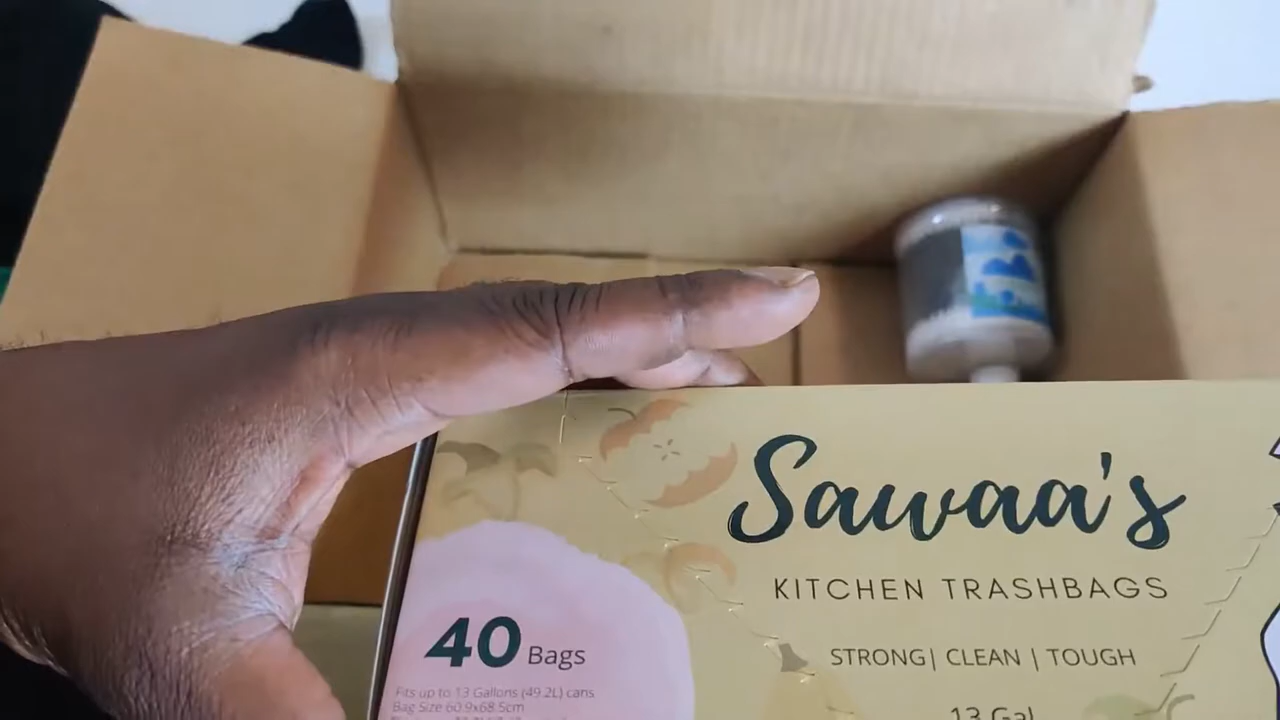 Sawaa's
KITCHEN TRASHBAGS
STRONG| CLEAN | TOUGH
13 Gal
40 Bags
Fits up to 13 Gallons (49.2L) cans
Bag Size 60.9x68.5cm